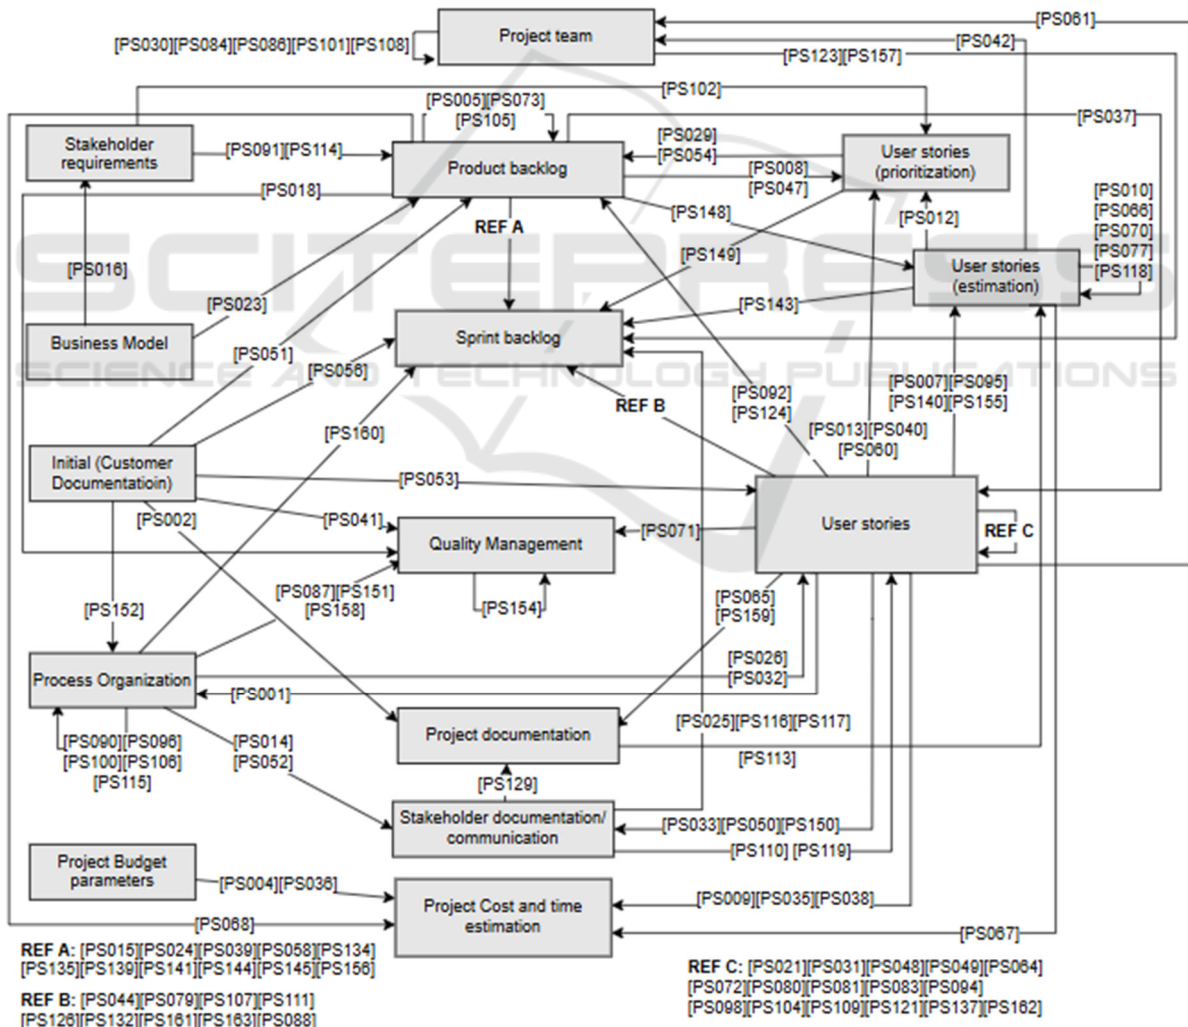 [PS061]
Project team
[PS030][PS084][PS086][PS101][PS108]
[PS042]
[PS123][PS157]
[PS102]
[PS005][PS073]
[PS105]
[PS037]
Stakeholder
requirements
[PS091][PS114]
Product backlog
[PS029]
[PS054]
[PS008]
[PS047]
User stories
(prioritization)
[PS018]
[PS010]
[PS066]
[PS070]
[PS077]
[PS118]
[PS148]
[PS012]
REF A
[PS149]
User stories
(estimation)
[PS016]
SCITEPRESS
SCIENCE AND TECHNOLOGY PUBLICATIONS
[PS023]
[PS143]
Business Model
Sprint backlog
[PS051]
[PS056]
[PS092]
[PS124]
[PS007][PS095]
[PS140][PS155]
REF B
[PS160]
[PS013][PS040]
[PS060]
Initial (Customer
Documentatioin)
[PS053]
[PS002]
[PS041]
User stories
REF C
Quality Management
[PS071]
[PS087][PS151]
[PS158]
[PS154]
[PS152]
[PS065]
[PS159]
Process Organization
[PS026]
[PS032]
[PS001]
[PS025][PS116][PS117]
[PS090][PS096]
[PS100][PS106]
[PS115]
[PS014]
[PS052]
Project documentation
[PS113]
[PS129]
Stakeholder documentation/
communication
[PS033][PS050][PS150]
[PS110] [PS119]
Project Budget
parameters
[PS004][PS036]
[PS009][PS035][PS038]
Project Cost and time
estimation
[PS068]
[PS067]
REF A: [PS015][PS024][PS039][PS058][PS134]
[PS135][PS139][PS141][PS144][PS145][PS156]
REF B: [PS044][PS079][PS107][PS111]
[PS126][PS132][PS161][PS163][PS088]
REF C: [PS021][PS031][PS048][PS049][PS064]
[PS072][PS080][PS081][PS083][PS094]
[PS098][PS104][PS109][PS121][PS137][PS162]